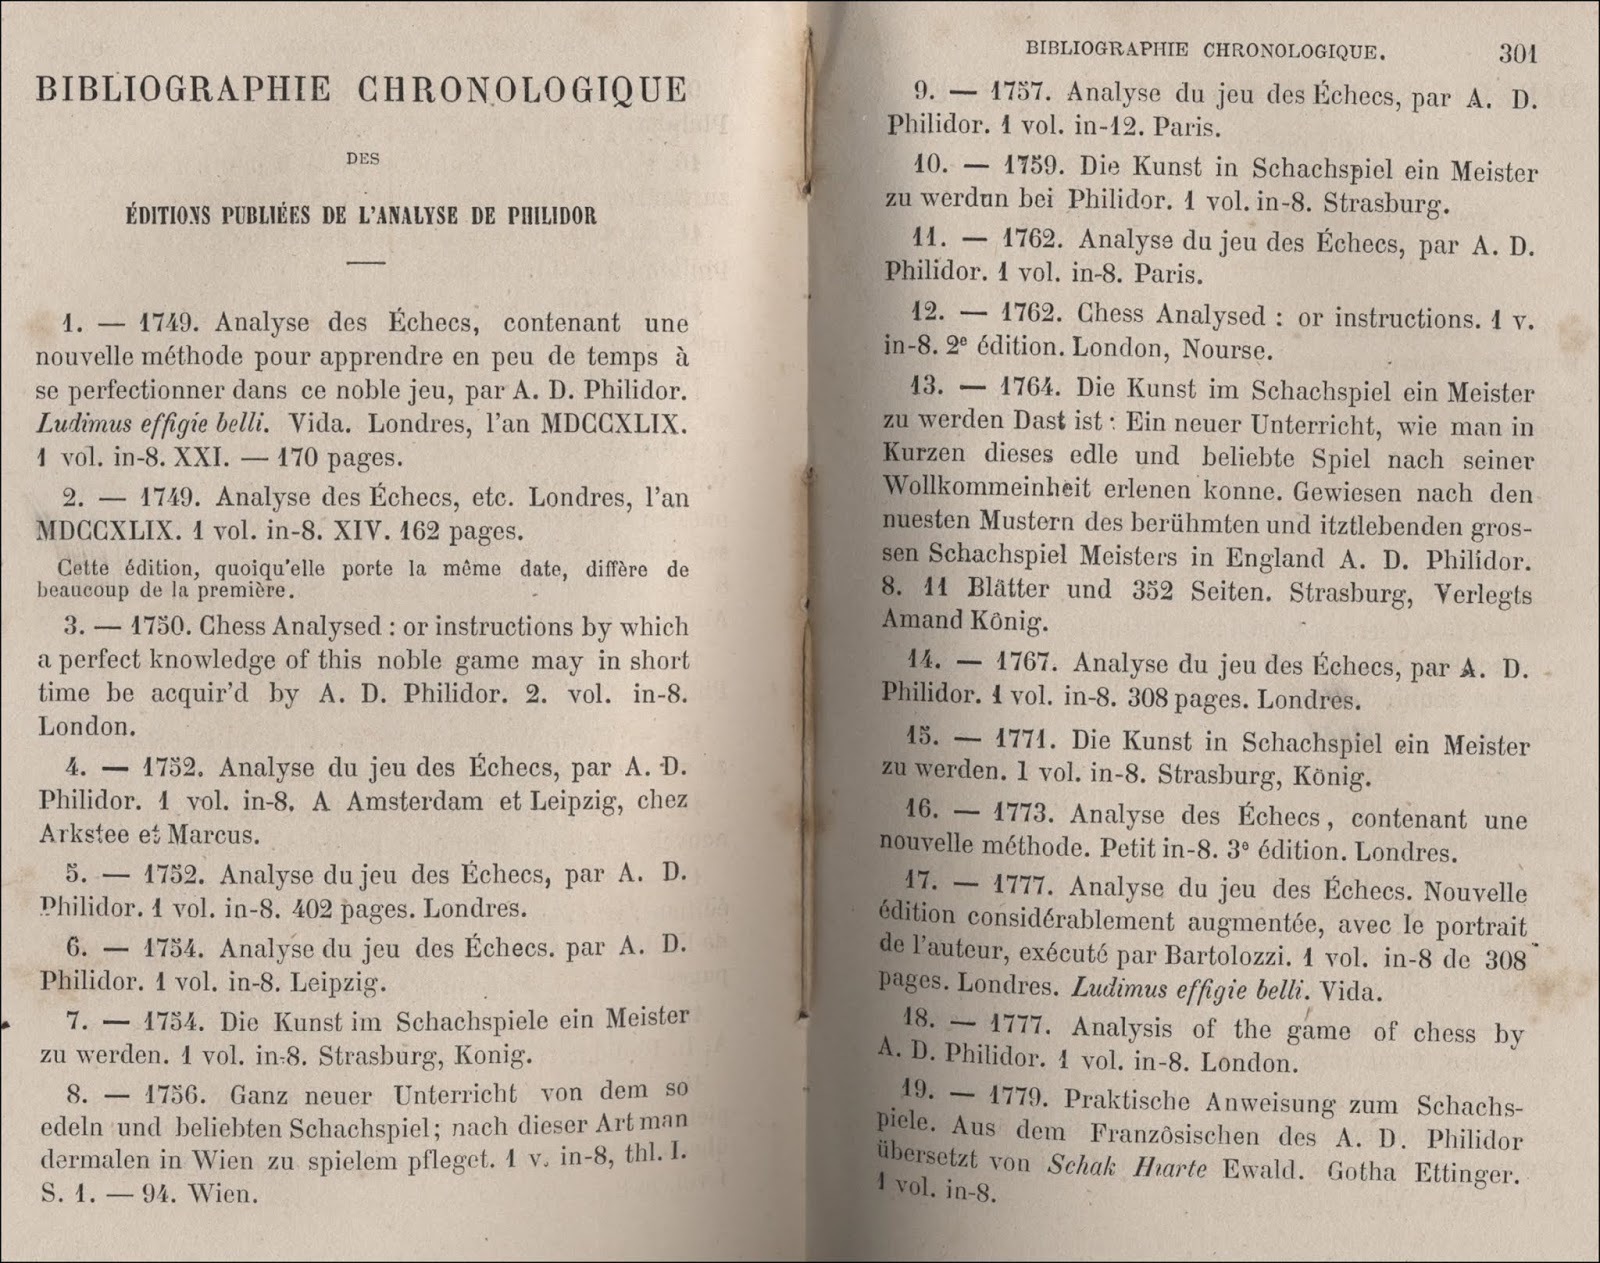 BIBLIOGRAPHIE CHRONOLOGIQUE
DES
ÉDITIONS PUBLIÉES DE L'ANALYSE DE PHILIDOR
1. — 1749. Analyse des Échecs, contenant une
nouvelle méthode pour apprendre en peu de temps à
se perfectionner dans ce noble jeu, par A. D. Philidor.
Ludimus effigie belli. Vida. Londres, l'an MDCCXLIX.
1 vol. in-8. XXI. — 170 pages.
2. — 1749. Analyse des Échecs, etc. Londres, l'an
MDCCXLIX. 1 vol. in-8. XIV. 162 pages.
Cette édition, quoiqu'elle porte la même date, diffère de
beaucoup de la première.
3. — 1750. Chess Analysed : or instructions by which
a perfect knowledge of this noble game may in short
time be acquir'd by A. D. Philidor. 2. vol. in-8.
London.
4. — 1752. Analyse du jeu des Échecs, par A. D.
Philidor. 1 vol. in-8. A Amsterdam et Leipzig, chez
Arkstee et Marcus.
5. — 1752. Analyse du jeu des Échecs, par A. D.
Philidor. 1 vol. in-8. 402 pages. Londres.
6. — 1754. Analyse du jeu des Échecs. par A. D.
Philidor. 1 vol. in-8. Leipzig.
7. — 1754. Die Kunst im Schachspiele ein Meister
zu werden. 1 vol. in-8. Strasburg, Konig.
8. — 1756. Ganz neuer Unterricht von dem so
edeln und beliebten Schachspiel; nach dieser Art man
dermalen in Wien zu spielem pfleget. 1 v. in-8, thl. I.
S. 1. — 94. Wien.
BIBLIOGRAPHIE CHRONOLOGIQUE. 301
9. — 1757. Analyse du jeu des Échecs, par A. D.
Philidor. 1 vol. in-12. Paris.
10. — 1759. Die Kunst in Schachspiel ein Meister
zu werdun bei Philidor. 1 vol. in-8. Strasburg.
11. — 1762. Analyse du jeu des Échecs, par A. D.
Philidor. 1 vol. in-8. Paris.
12. — 1762. Chess Analysed : or instructions. 1 v.
in-8. 2e édition. London, Nourse.
13. — 1764. Die Kunst im Schachspiel ein Meister
zu werden Dast ist : Ein neuer Unterricht, wie man in
Kurzen dieses edle und beliebte Spiel nach seiner
Wollkommeinheit erlenen konne. Gewiesen nach den
nuesten Mustern des berühmten und itztlebenden gros-
sen Schachspiel Meisters in England A. D. Philidor.
8. 11 Blätter und 352 Seiten. Strasburg, Verlegts
Amand König.
14. — 1767. Analyse du jeu des Échecs, par A. D.
Philidor. 1 vol. in-8. 308 pages. Londres.
15. — 1771. Die Kunst in Schachspiel ein Meister
zu werden. 1 vol. in-8. Strasburg, König.
16. — 1773. Analyse des Échecs, contenant une
nouvelle méthode. Petit in-8. 3e édition. Londres.
17. — 1777. Analyse du jeu des Échecs. Nouvelle
édition considérablement augmentée, avec le portrait
de l'auteur, exécuté par Bartolozzi. 1 vol. in-8 de 308
pages. Londres. Ludimus effigie belli. Vida.
18. — 1777. Analysis of the game of chess by
A. D. Philidor. 1 vol. in-8. London.
19. — 1779. Praktische Anweisung zum Schachs-
piele. Aus dem Französischen des A. D. Philidor
übersetzt von Schak Hiarte Ewald. Gotha Ettinger.
1 vol. in-8.